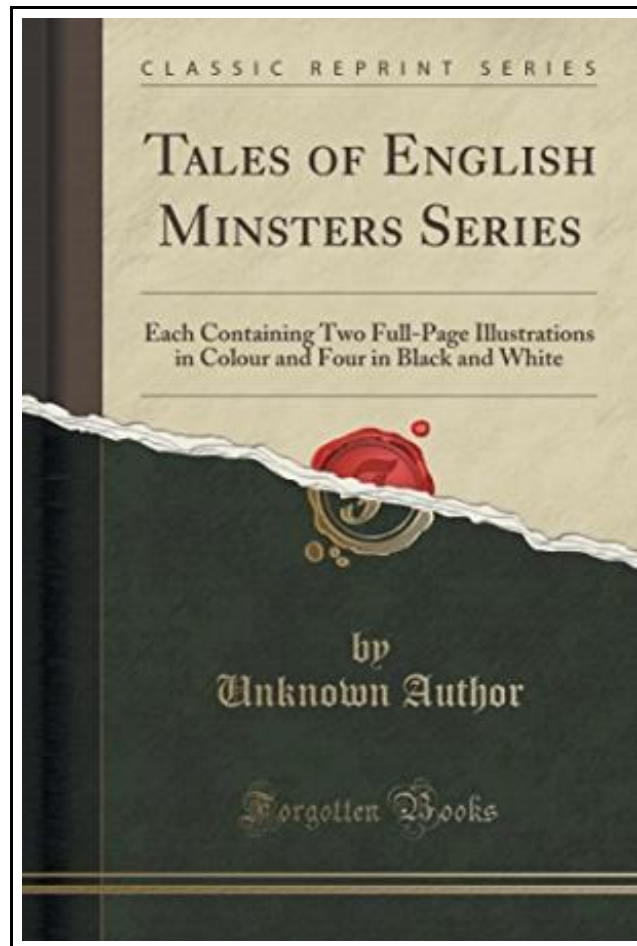 CLASSIC REPRINT SERIES
TALES OF ENGLISH
MINSTERS SERIES
Each Containing Two Full-Page Illustrations
in Colour and Four in Black and White
F
by
Unknown Author
Forgotten Books